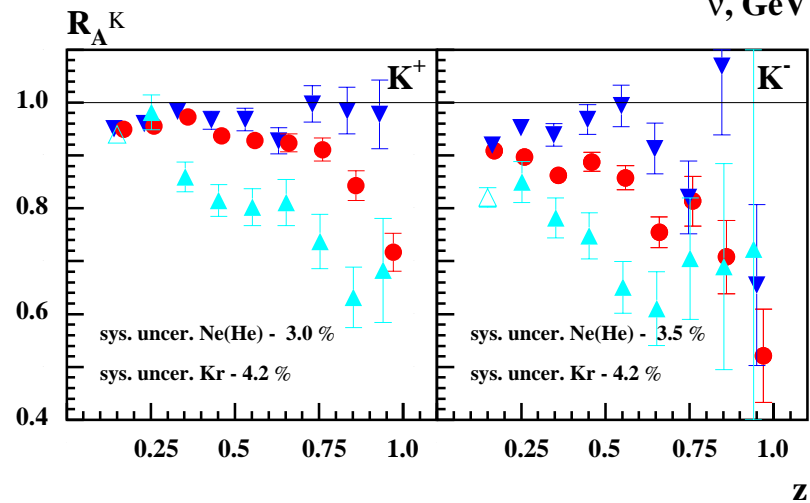 ν, GeV
R_A^K
K⁺
K⁻
1.0
0.8
0.6
0.4
sys. uncer. Ne(He) - 3.0 %
sys. uncer. Kr - 4.2 %
sys. uncer. Ne(He) - 3.5 %
sys. uncer. Kr - 4.2 %
0.25 0.5 0.75 1.0
0.25 0.5 0.75 1.0
z